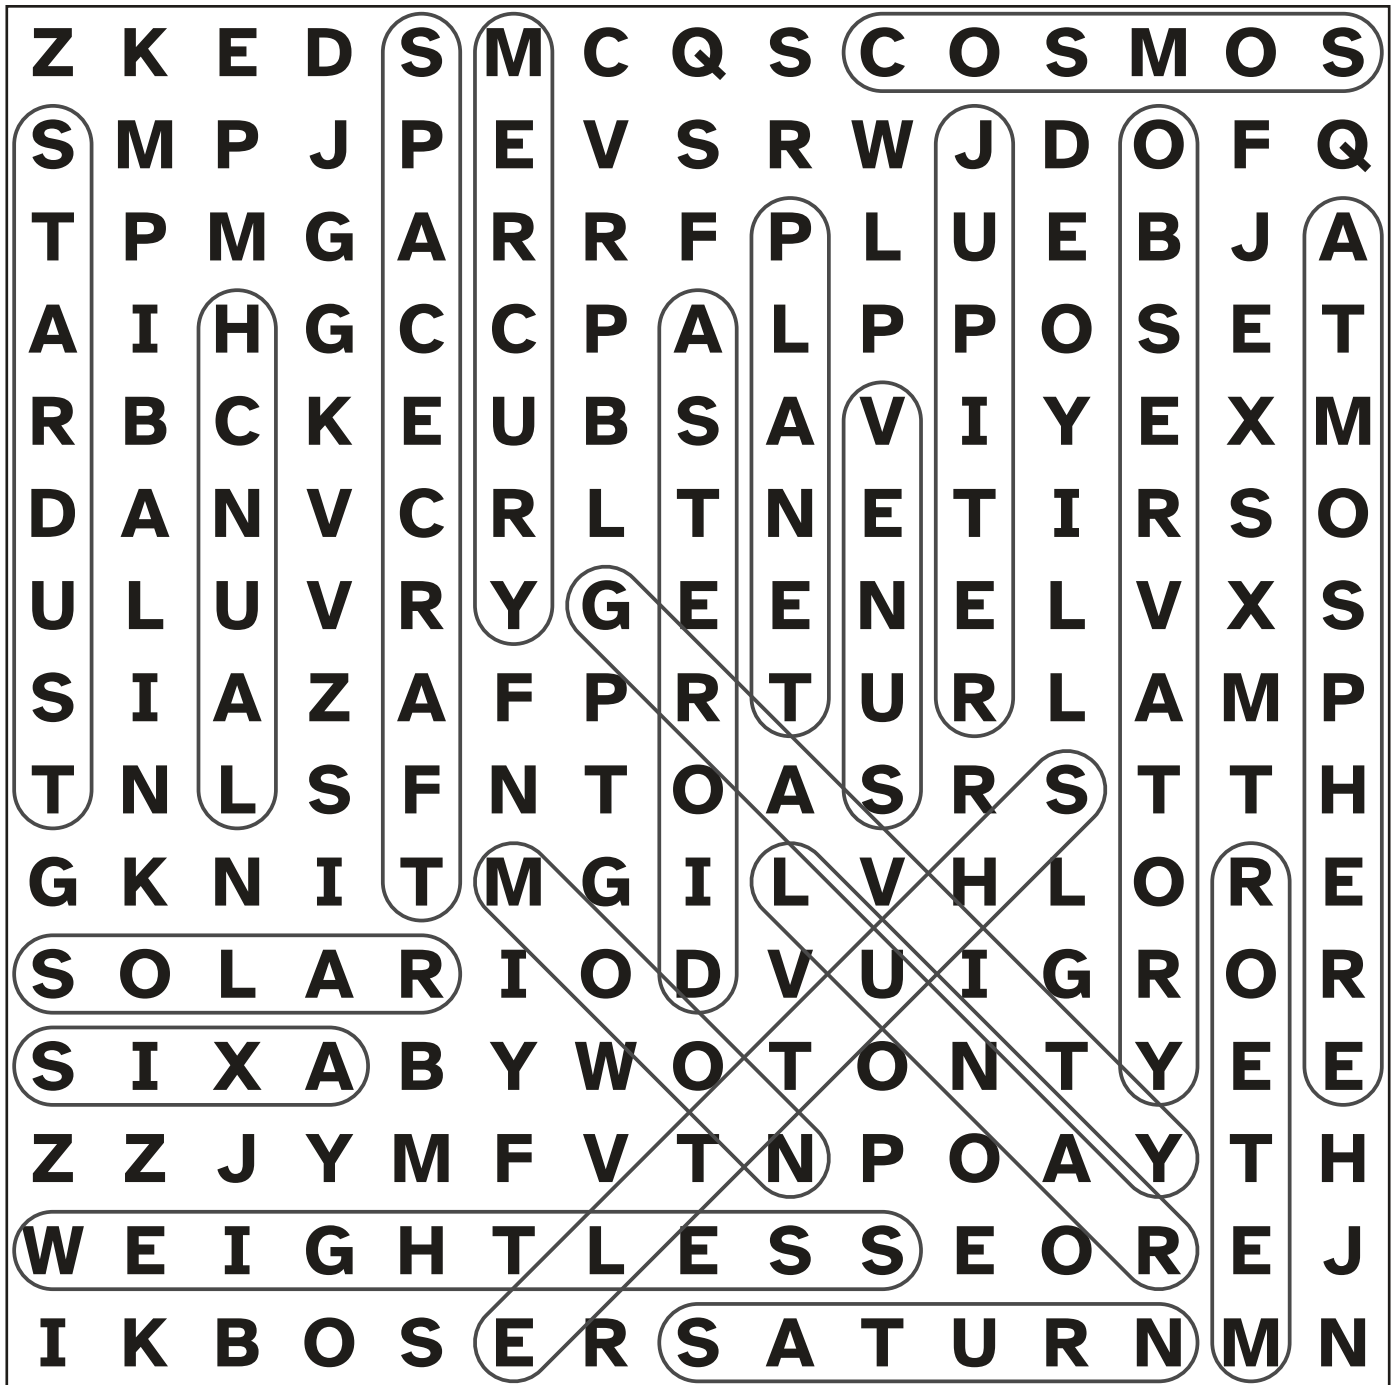 Z K E D S M C Q S C O S M O S
S M P J P E V S R W J D O F Q
T P M G A R R F P L U E B J A
A I H G C C P A L P P O S E T
R B C K E U B S A V I Y E X M
D A N V C R L T N E T I R S O
U L U V R Y G E E N E L V X S
S I A Z A F P R T U R L A M P
T N L S F N T O A S R S T T H
G K N I T M G I L V H L O R E
S O L A R I O D V U I G R O R
S I X A B Y W O T O N T Y E E
Z Z J Y M F V T N P O A Y T H
W E I G H T L E S S E O R E J
I K B O S E R S A T U R N M N